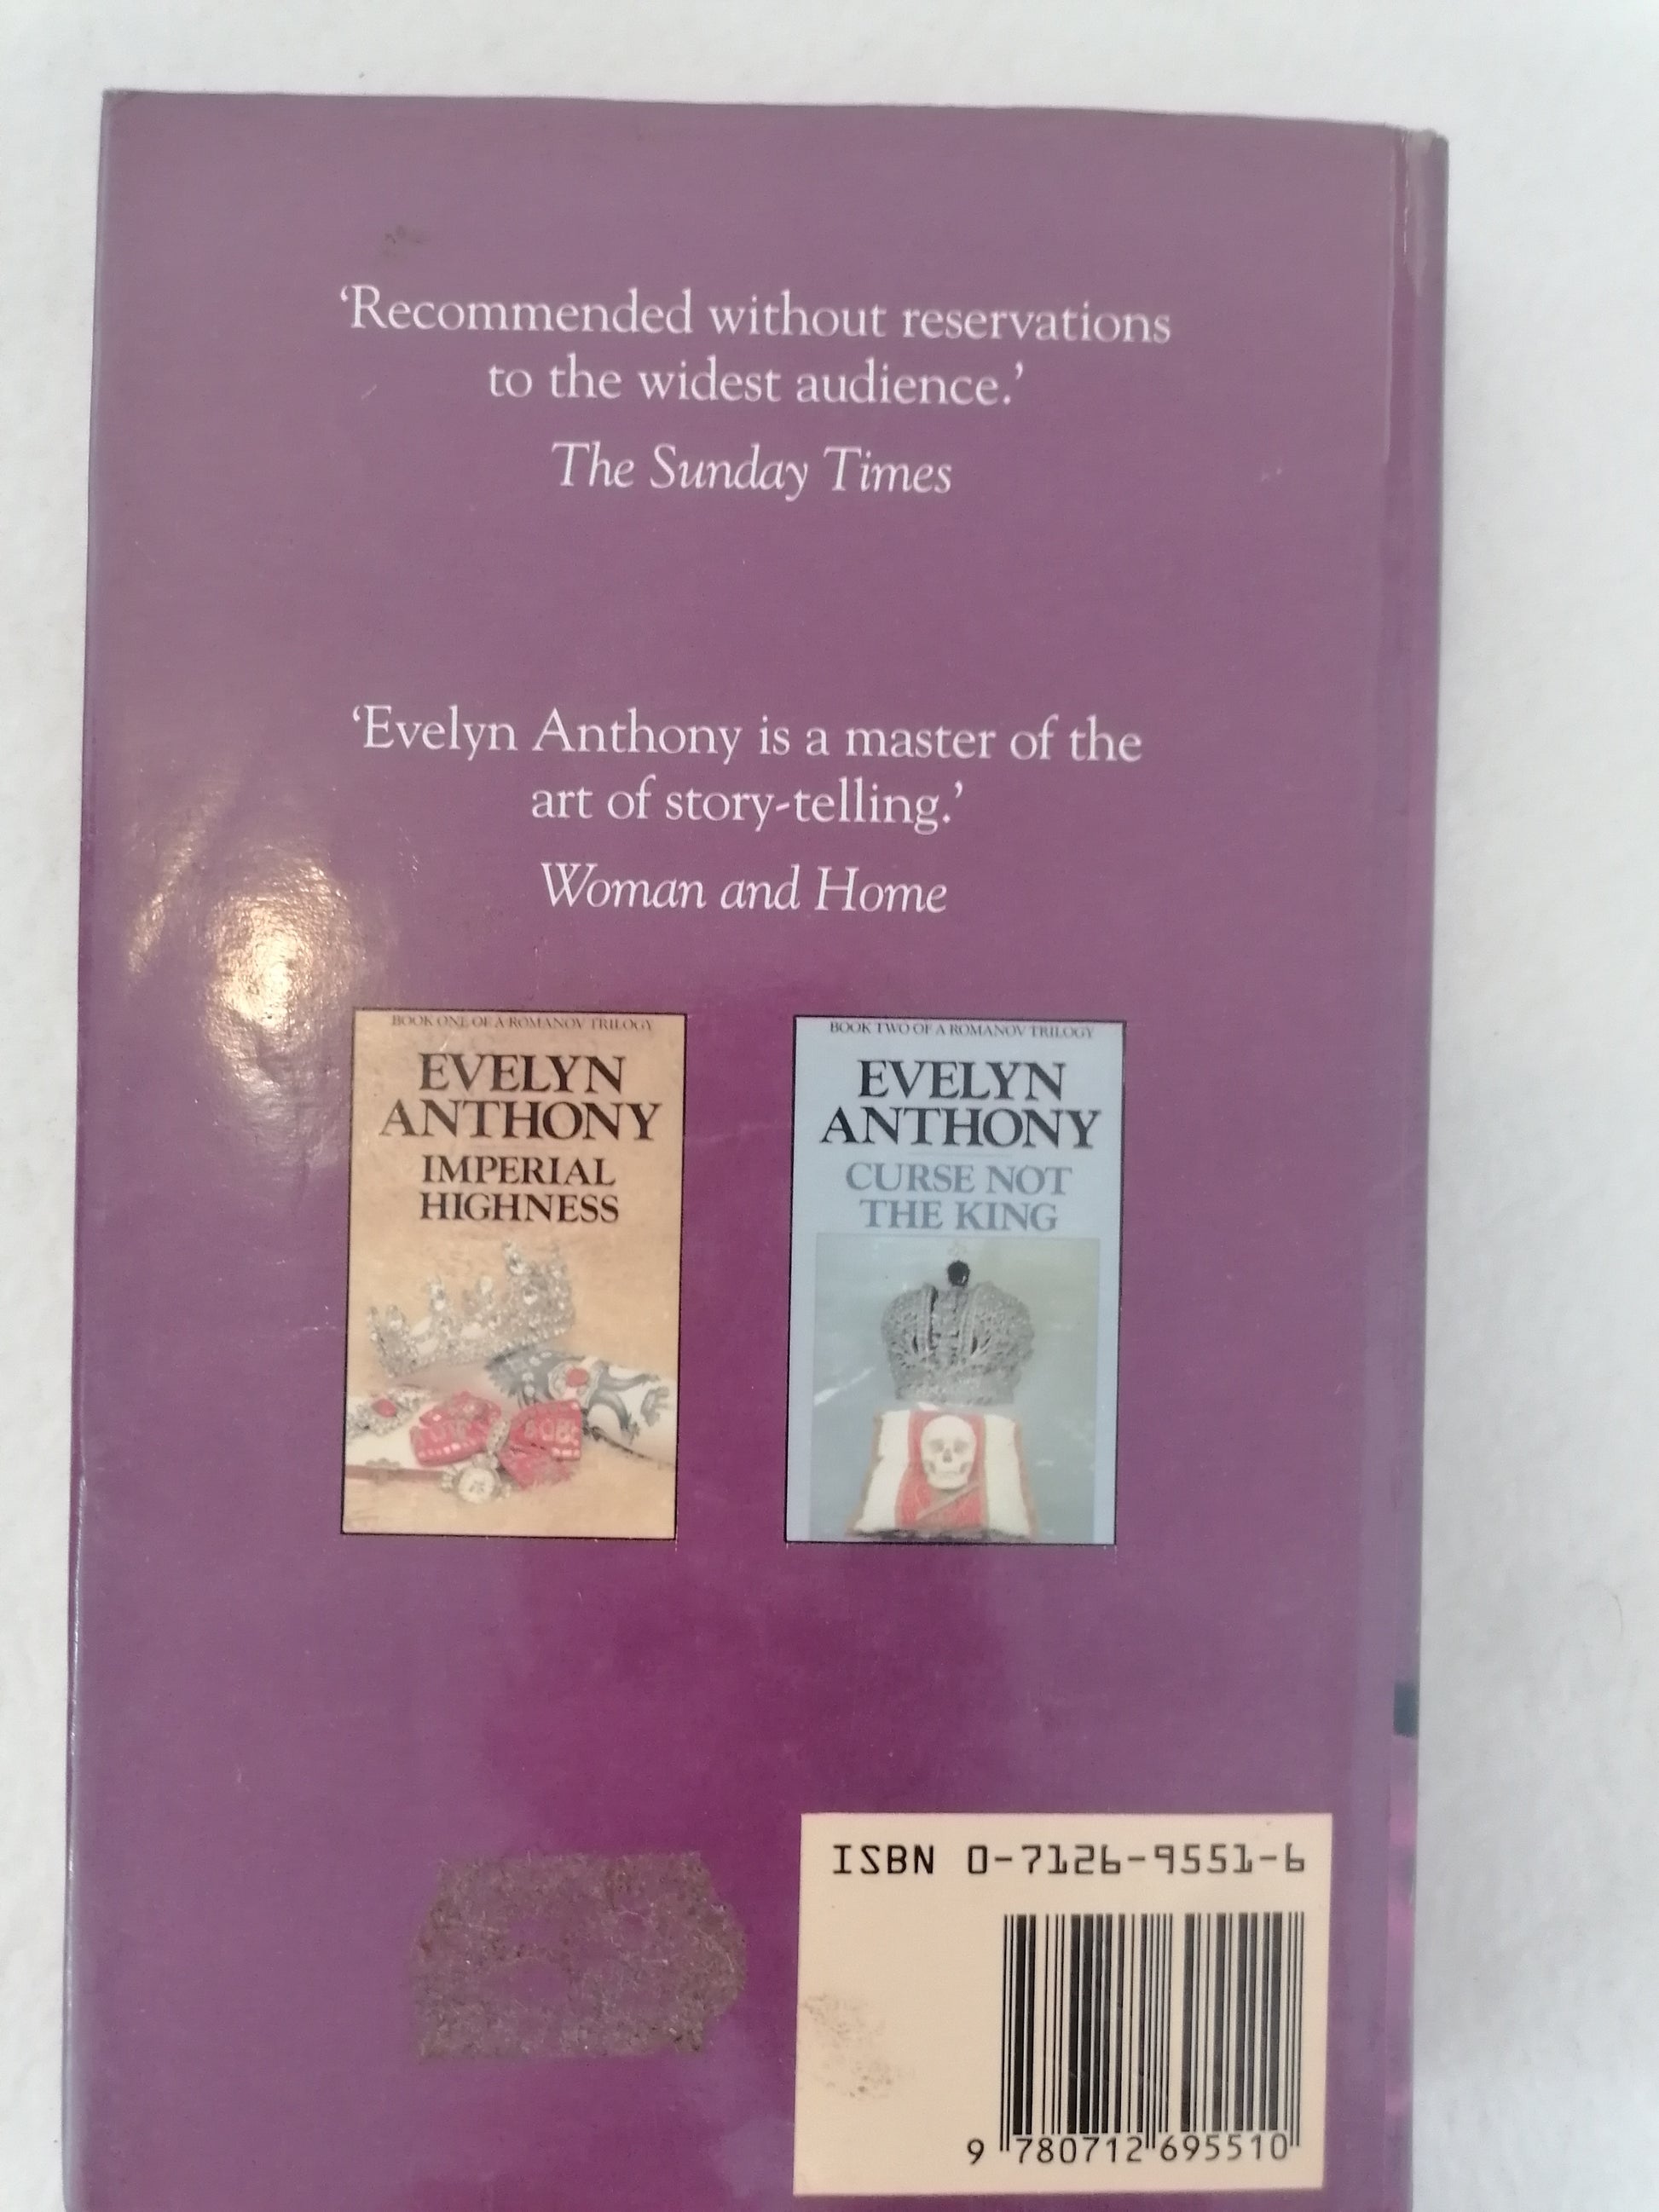 ‘Recommended without reservations
to the widest audience.’
The Sunday Times
‘Evelyn Anthony is a master of the
art of story-telling.’
Woman and Home
BOOK ONE OF A ROMANOV TRILOGY
EVELYN
ANTHONY
IMPERIAL
HIGHNESS
BOOK TWO OF A ROMANOV TRILOGY
EVELYN
ANTHONY
CURSE NOT
THE KING
ISBN 0-7126-9551-6
9 780712 695510